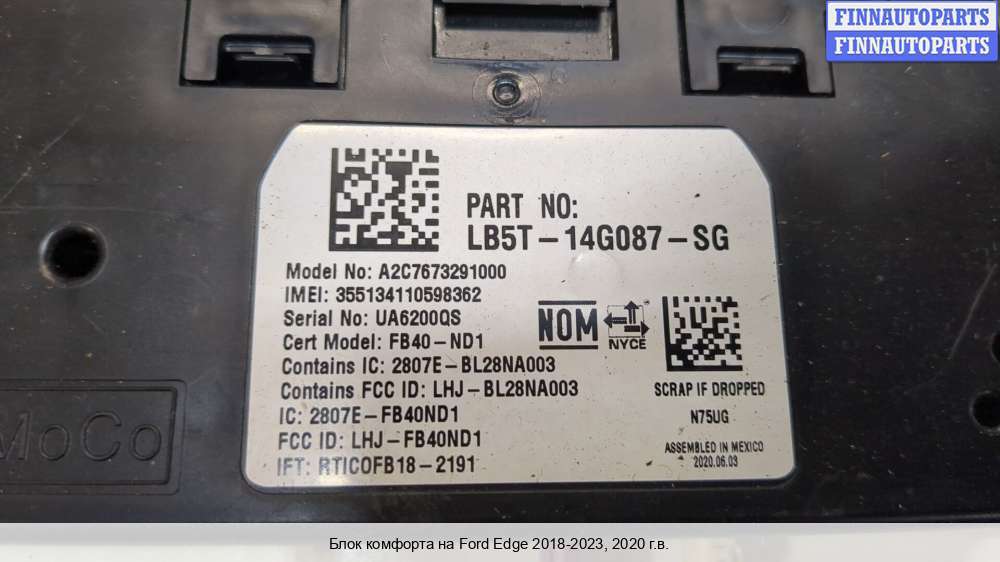 FINNAUTOPARTS
FINNAUTOPARTS
PART NO:
LB5T-14G087-SG
Model No: A2C7673291000
IMEI: 355134110598362
Serial No: UA6200QS
Cert Model: FB40-ND1
Contains IC: 2807E-BL28NA003
Contains FCC ID: LHJ-BL28NA003
IC: 2807E-FB40ND1
FCC ID: LHJ-FB40ND1
IFT: RTICOFB18-2191
NOM
NYCE
SCRAP IF DROPPED
N75UG
ASSEMBLED IN MEXICO
2020.06.03
MoCo
Блок комфорта на Ford Edge 2018-2023, 2020 г.в.